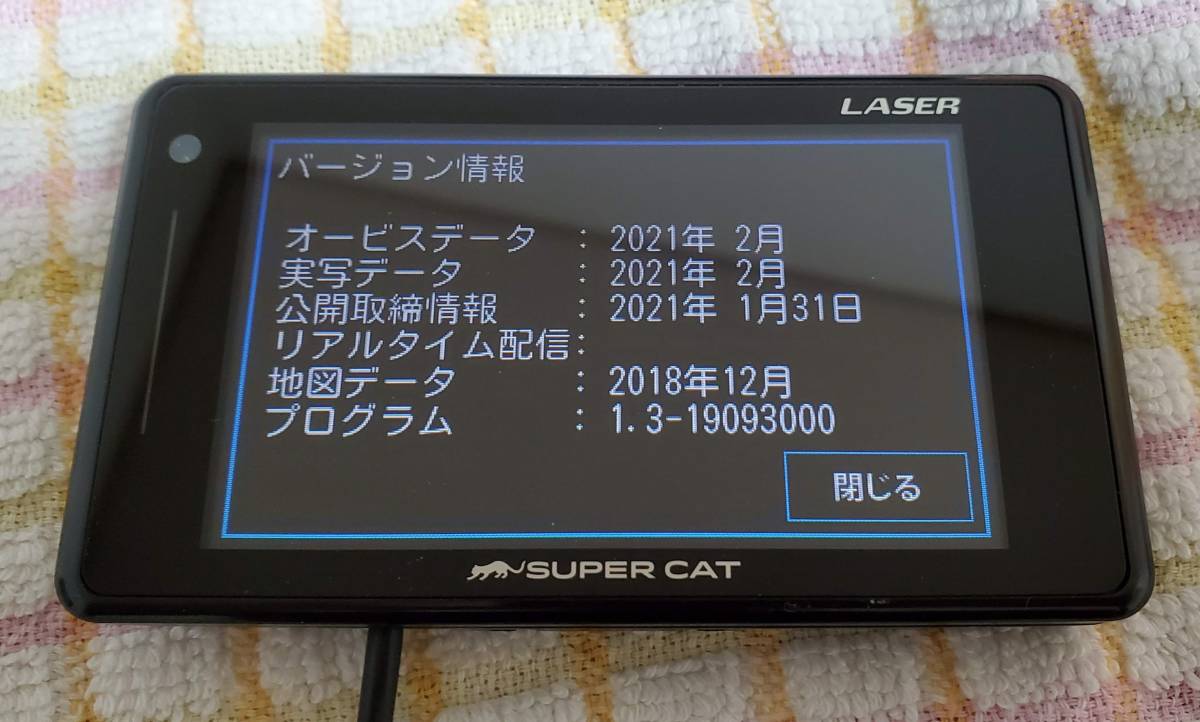 LASER
バージョン情報
オービスデータ : 2021年 2月
実写データ : 2021年 2月
公開取締情報 : 2021年 1月31日
リアルタイム配信:
地図データ : 2018年12月
プログラム : 1.3-19093000
閉じる
SUPER CAT